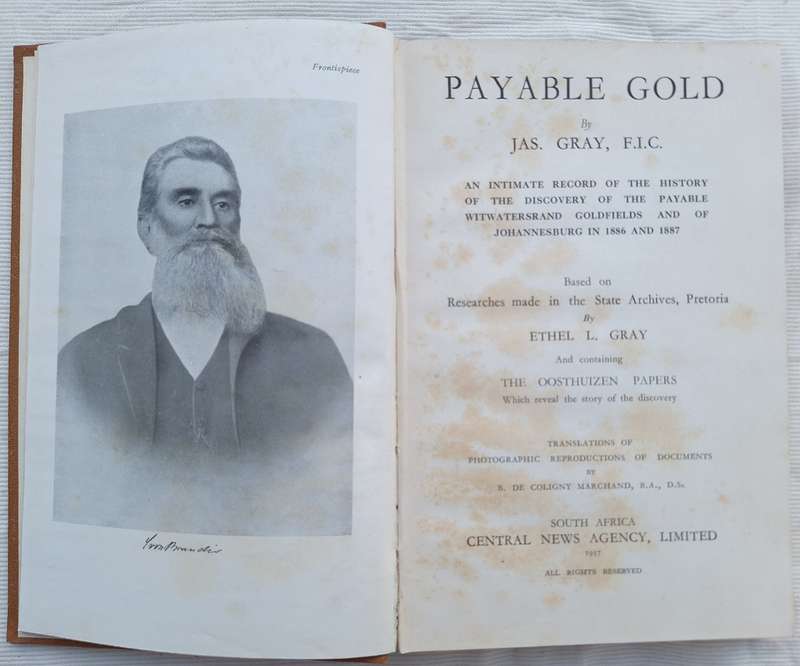 Frontispiece
PAYABLE GOLD
By
JAS. GRAY, F.I.C.
AN INTIMATE RECORD OF THE HISTORY
OF THE DISCOVERY OF THE PAYABLE
WITWATERSRAND GOLDFIELDS AND OF
JOHANNESBURG IN 1886 AND 1887
Based on
Researches made in the State Archives, Pretoria
By
ETHEL L. GRAY
And containing
THE OOSTHUIZEN PAPERS
Which reveal the story of the discovery
TRANSLATIONS OF
PHOTOGRAPHIC REPRODUCTIONS OF DOCUMENTS
BY
B. DE COLIGNY MARCHAND, B.A., D.Sc.
SOUTH AFRICA
CENTRAL NEWS AGENCY, LIMITED
1937
ALL RIGHTS RESERVED